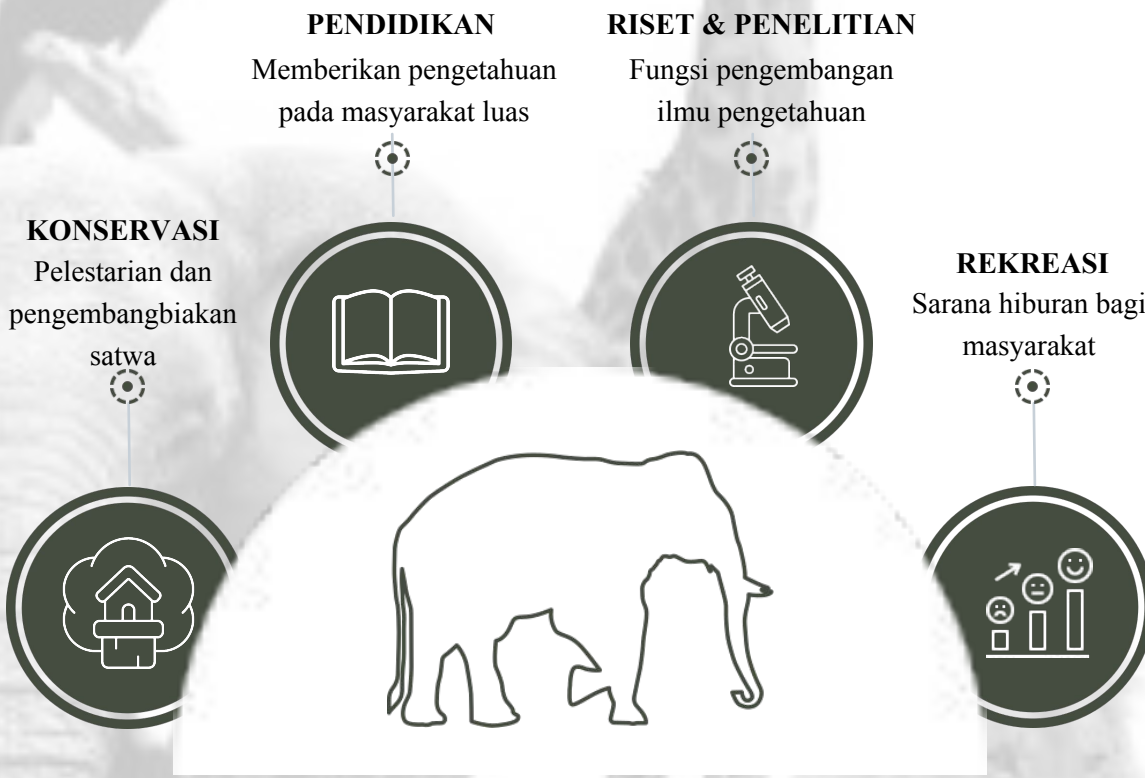 PENDIDIKAN
Memberikan pengetahuan
pada masyarakat luas
RISET & PENELITIAN
Fungsi pengembangan
ilmu pengetahuan
KONSERVASI
Pelestarian dan
pengembangbiakan
satwa
REKREASI
Sarana hiburan bagi
masyarakat